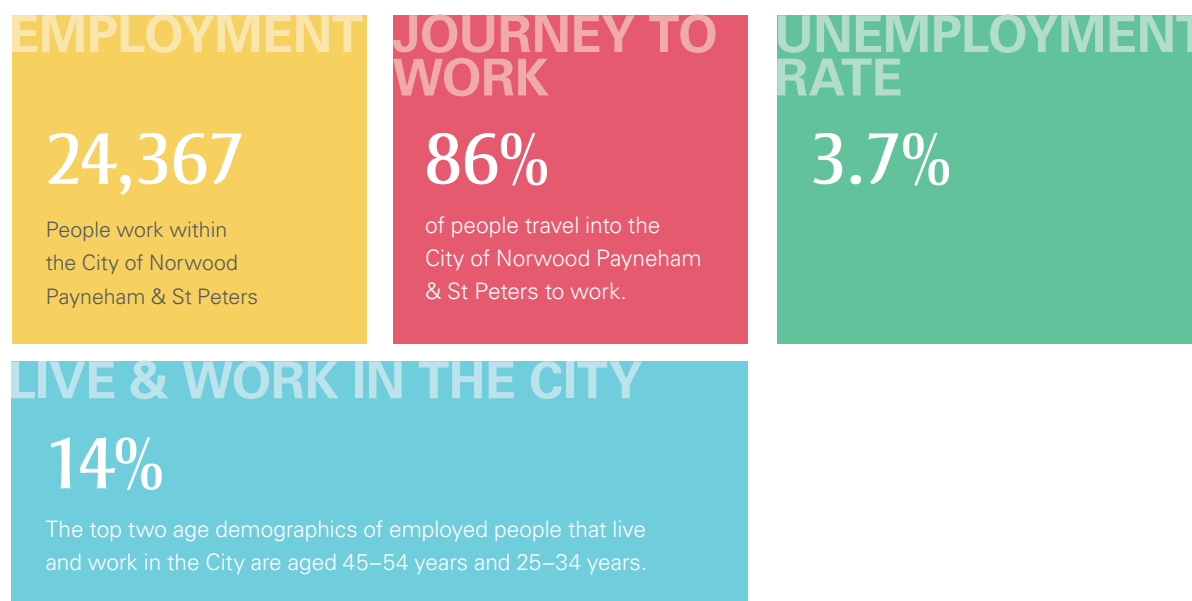 EMPLOYMENT
24,367
People work within
the City of Norwood
Payneham & St Peters
JOURNEY TO
WORK
86%
of people travel into the
City of Norwood Payneham
& St Peters to work.
UNEMPLOYMENT
RATE
3.7%
LIVE & WORK IN THE CITY
14%
The top two age demographics of employed people that live
and work in the City are aged 45–54 years and 25–34 years.